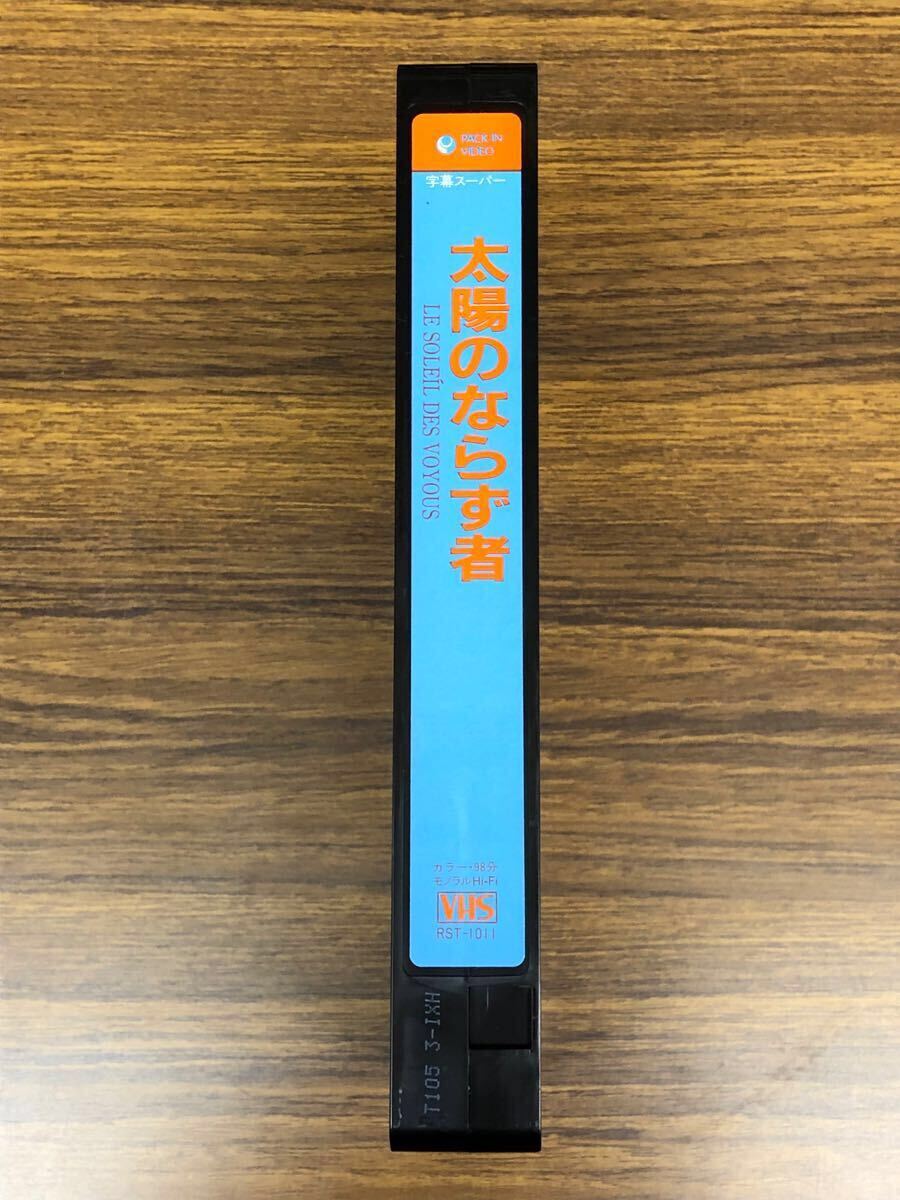 PACK IN
VIDEO
字幕スーパー
太陽のならず者
LE SOLEÍL DES VOYOUS
カラー・98分
モノラルHi-Fi
VHS
RST-1011
T105 3-IXH